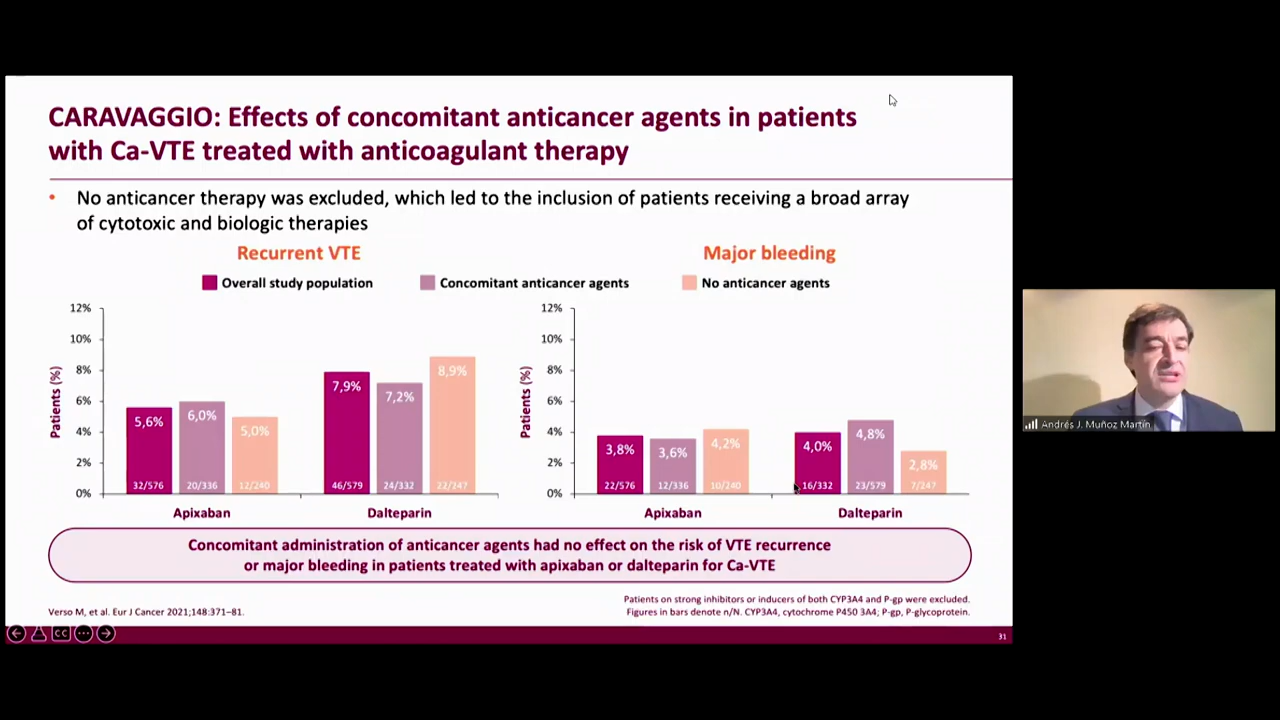 CARAVAGGIO: Effects of concomitant anticancer agents in patients
with Ca-VTE treated with anticoagulant therapy
• No anticancer therapy was excluded, which led to the inclusion of patients receiving a broad array
of cytotoxic and biologic therapies
Recurrent VTE
Major bleeding
Overall study population
Concomitant anticancer agents
No anticancer agents
Patients (%)
12%
10%
8%
6%
4%
2%
0%
5,6%
32/576
6,0%
20/336
5,0%
12/240
Apixaban
7,9%
46/579
7,2%
24/332
8,9%
22/247
Dalteparin
Patients (%)
12%
10%
8%
6%
4%
2%
0%
3,8%
22/576
3,6%
12/336
4,2%
10/240
Apixaban
4,0%
16/332
4,8%
23/579
2,8%
7/247
Dalteparin
Concomitant administration of anticancer agents had no effect on the risk of VTE recurrence
or major bleeding in patients treated with apixaban or dalteparin for Ca-VTE
Patients on strong inhibitors or inducers of both CYP3A4 and P-gp were excluded.
Verso M, et al. Eur J Cancer 2021;148:371–81.
Figures in bars denote n/N. CYP3A4, cytochrome P450 3A4; P-gp, P-glycoprotein.
CC
31
Andrés J. Muñoz Martín